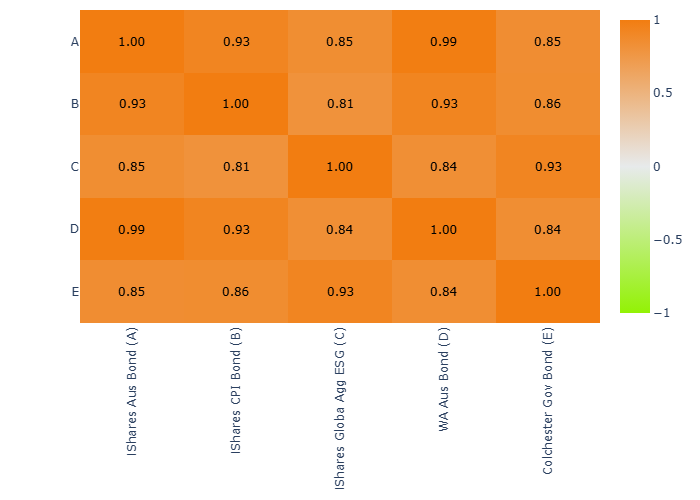 A 1.00 0.93 0.85 0.99 0.85
B 0.93 1.00 0.81 0.93 0.86
C 0.85 0.81 1.00 0.84 0.93
D 0.99 0.93 0.84 1.00 0.84
E 0.85 0.86 0.93 0.84 1.00
IShares Aus Bond (A)
IShares CPI Bond (B)
IShares Globa Agg ESG (C)
WA Aus Bond (D)
Colchester Gov Bond (E)
1
0.5
0
−0.5
−1